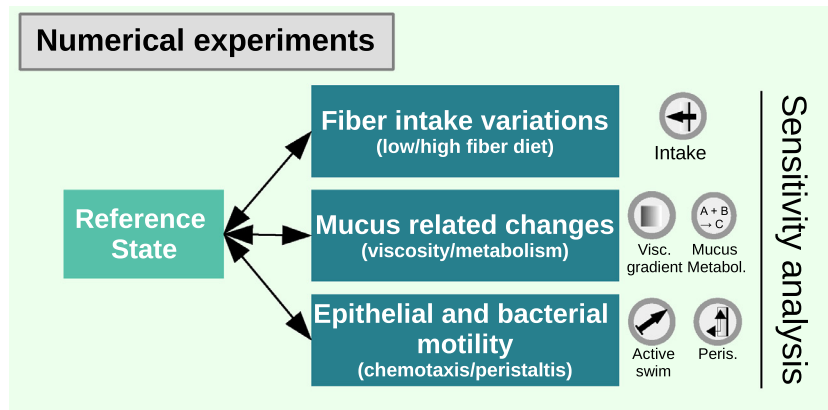 Numerical experiments
Fiber intake variations
(low/high fiber diet)
Intake
Reference
State
Mucus related changes
(viscosity/metabolism)
A + B
→ C
Visc.
gradient
Mucus
Metabol.
Epithelial and bacterial
motility
(chemotaxis/peristaltis)
Active
swim
Peris.
Sensitivity analysis